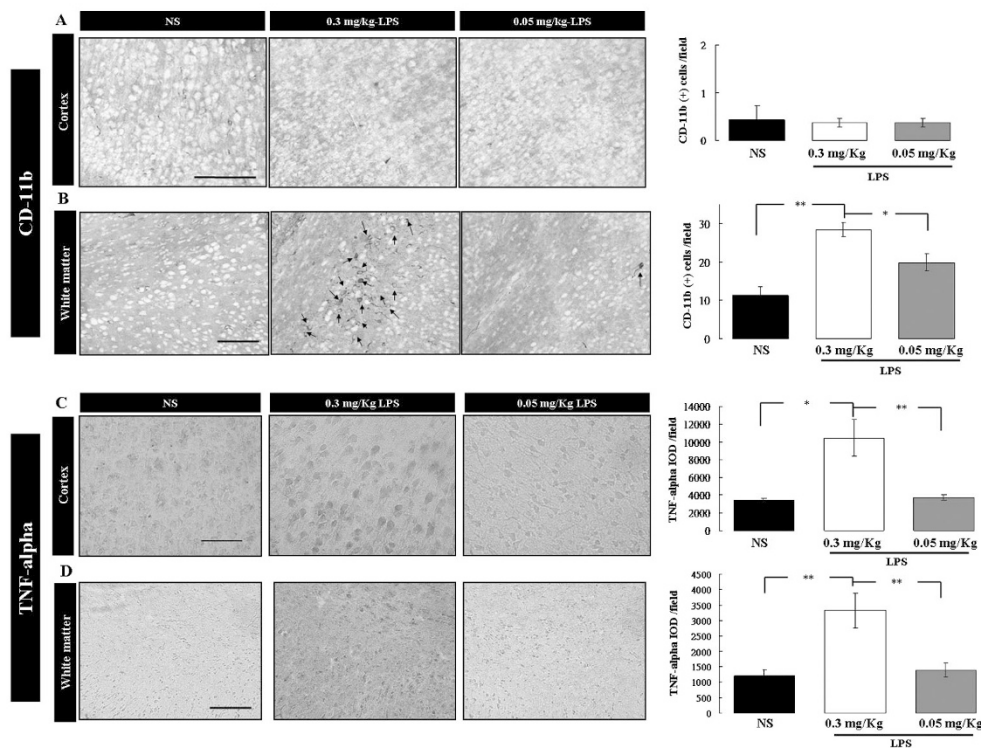 A
NS
0.3 mg/kg-LPS
0.05 mg/kg-LPS
CD-11b
Cortex
CD-11b (+) cells /field
2
1
0
NS
0.3 mg/Kg
0.05 mg/Kg
LPS
B
White matter
CD-11b (+) cells /field
30
20
10
0
**
*
NS
0.3 mg/Kg
0.05 mg/Kg
LPS
C
NS
0.3 mg/Kg LPS
0.05 mg/Kg LPS
TNF-alpha
Cortex
TNF-alpha IOD /field
14000
12000
10000
8000
6000
4000
2000
0
*
**
NS
0.3 mg/Kg
0.05 mg/Kg
LPS
D
White matter
TNF-alpha IOD /field
4500
4000
3500
3000
2500
2000
1500
1000
500
0
**
**
NS
0.3 mg/Kg
0.05 mg/Kg
LPS